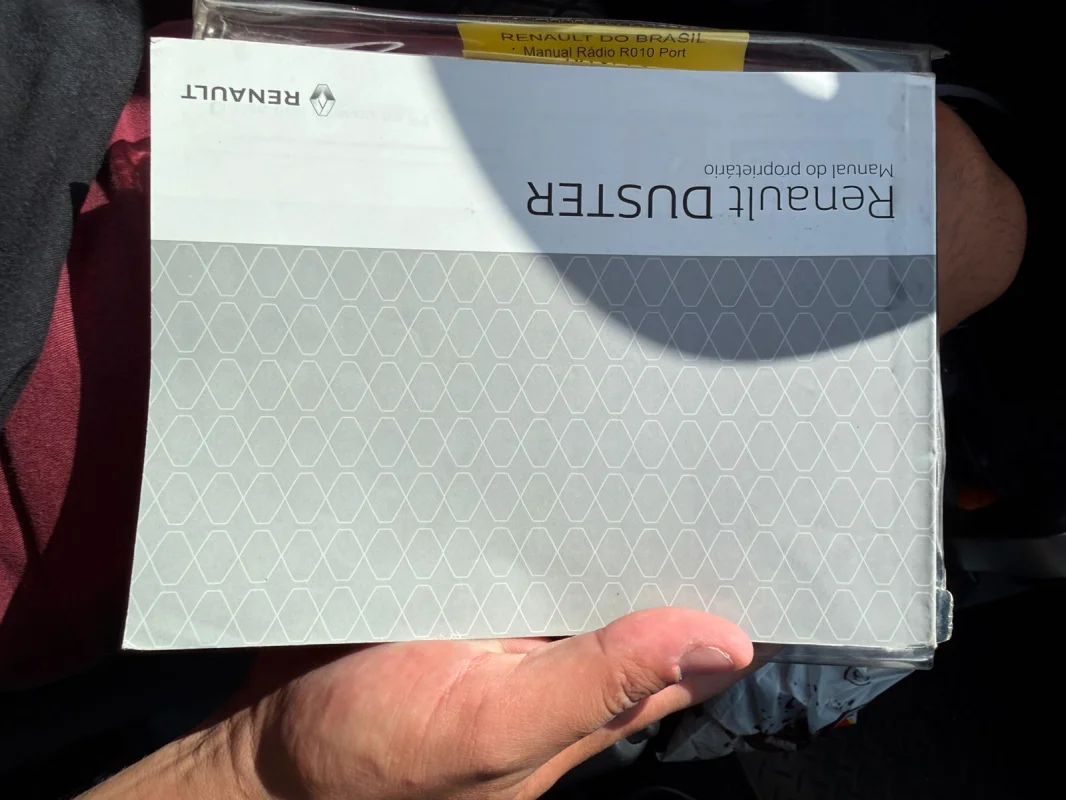 RENAULT DO BRASIL
Manual Rádio R010 Port
Renault DUSTER
Manual do proprietário
RENAULT